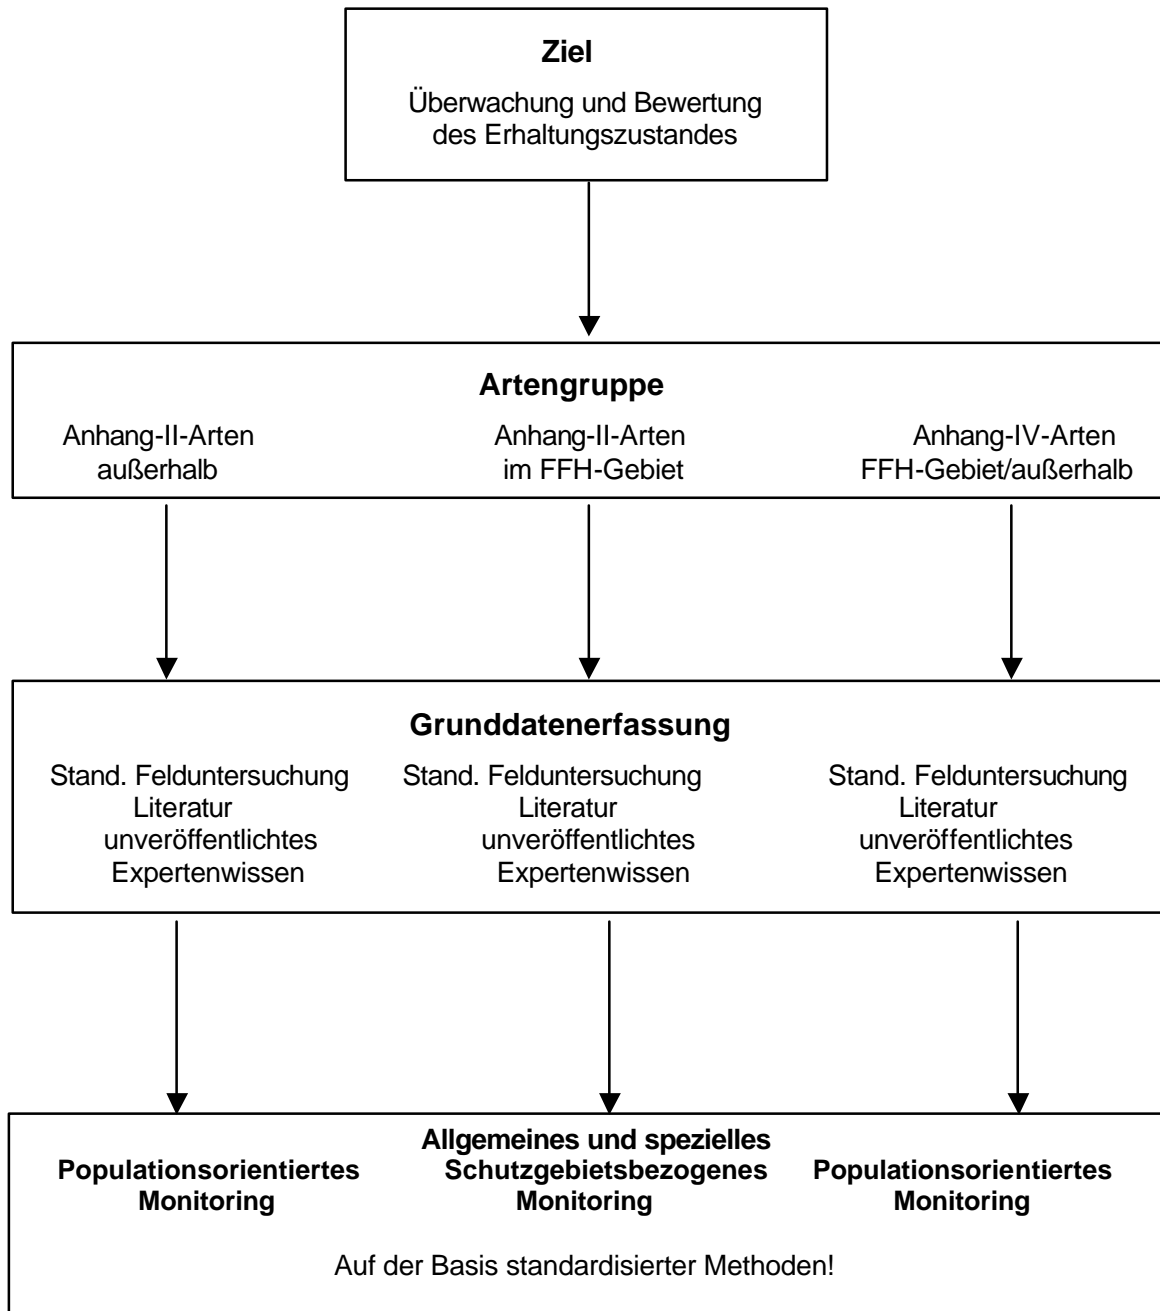 Ziel
Überwachung und Bewertung
des Erhaltungszustandes
Artengruppe
Anhang-II-Arten
außerhalb
Anhang-II-Arten
im FFH-Gebiet
Anhang-IV-Arten
FFH-Gebiet/außerhalb
Grunddatenerfassung
Stand. Felduntersuchung
Literatur
unveröffentlichtes
Expertenwissen
Stand. Felduntersuchung
Literatur
unveröffentlichtes
Expertenwissen
Stand. Felduntersuchung
Literatur
unveröffentlichtes
Expertenwissen
Populationsorientiertes
Monitoring
Allgemeines und spezielles
Schutzgebietsbezogenes
Monitoring
Populationsorientiertes
Monitoring
Auf der Basis standardisierter Methoden!